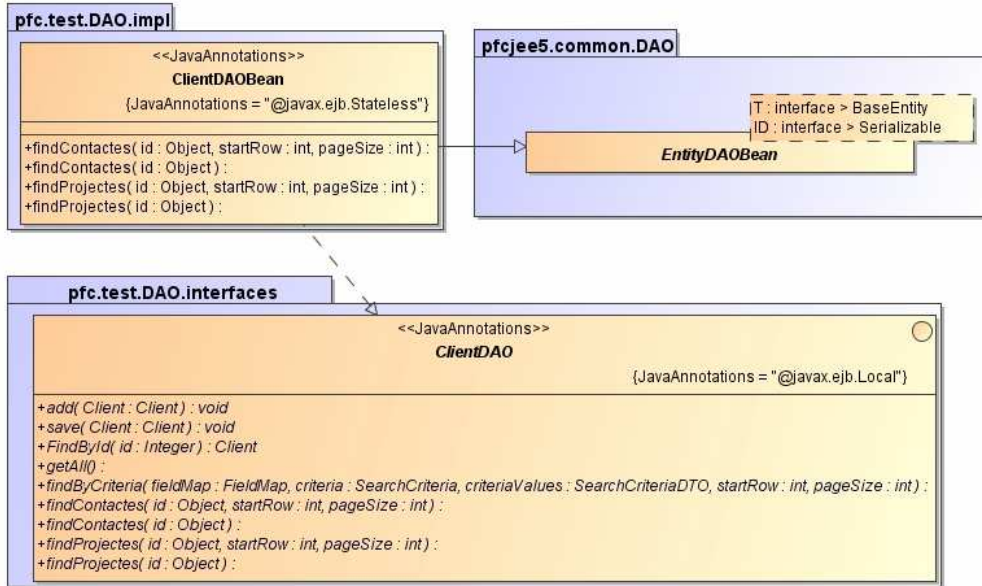 pfc.test.DAO.impl
<<JavaAnnotations>>
ClientDAOBean
{JavaAnnotations = "@javax.ejb.Stateless"}
+findContactes( id : Object, startRow : int, pageSize : int ) :
+findContactes( id : Object ) :
+findProjectes( id : Object, startRow : int, pageSize : int ) :
+findProjectes( id : Object ) :
pfcjee5.common.DAO
T : interface > BaseEntity
ID : interface > Serializable
EntityDAOBean
pfc.test.DAO.interfaces
<<JavaAnnotations>>
ClientDAO
{JavaAnnotations = "@javax.ejb.Local"}
+add( Client : Client ) : void
+save( Client : Client ) : void
+FindById( id : Integer ) : Client
+getAll() :
+findByCriteria( fieldMap : FieldMap, criteria : SearchCriteria, criteriaValues : SearchCriteriaDTO, startRow : int, pageSize : int ) :
+findContactes( id : Object, startRow : int, pageSize : int ) :
+findContactes( id : Object ) :
+findProjectes( id : Object, startRow : int, pageSize : int ) :
+findProjectes( id : Object ) :